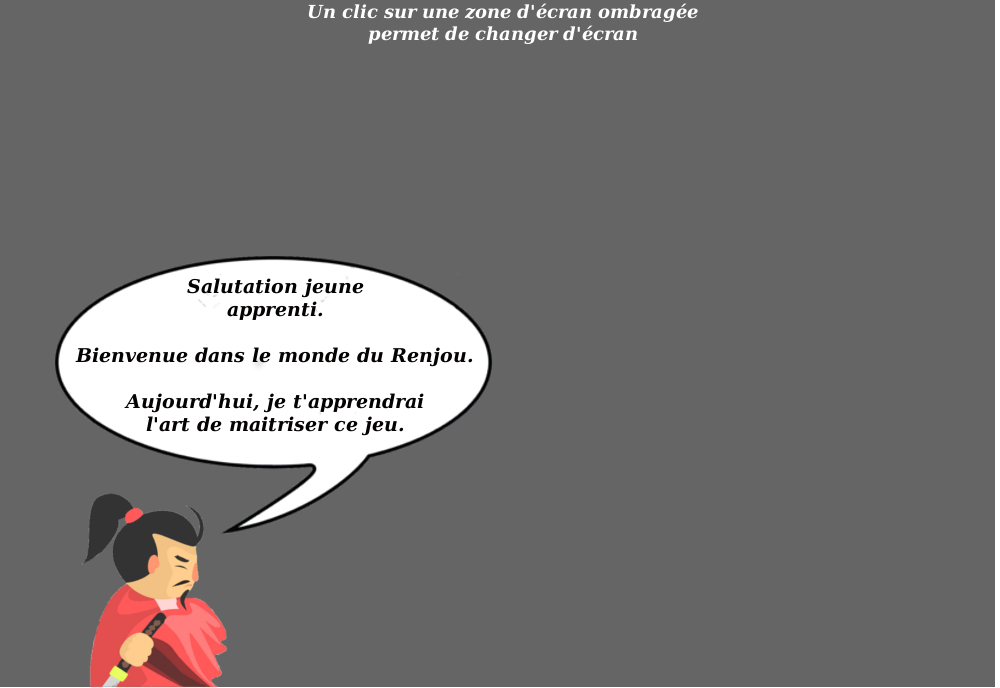 Un clic sur une zone d'écran ombragée
permet de changer d'écran
Salutation jeune
apprenti.
Bienvenue dans le monde du Renjou.
Aujourd'hui, je t'apprendrai
l'art de maitriser ce jeu.